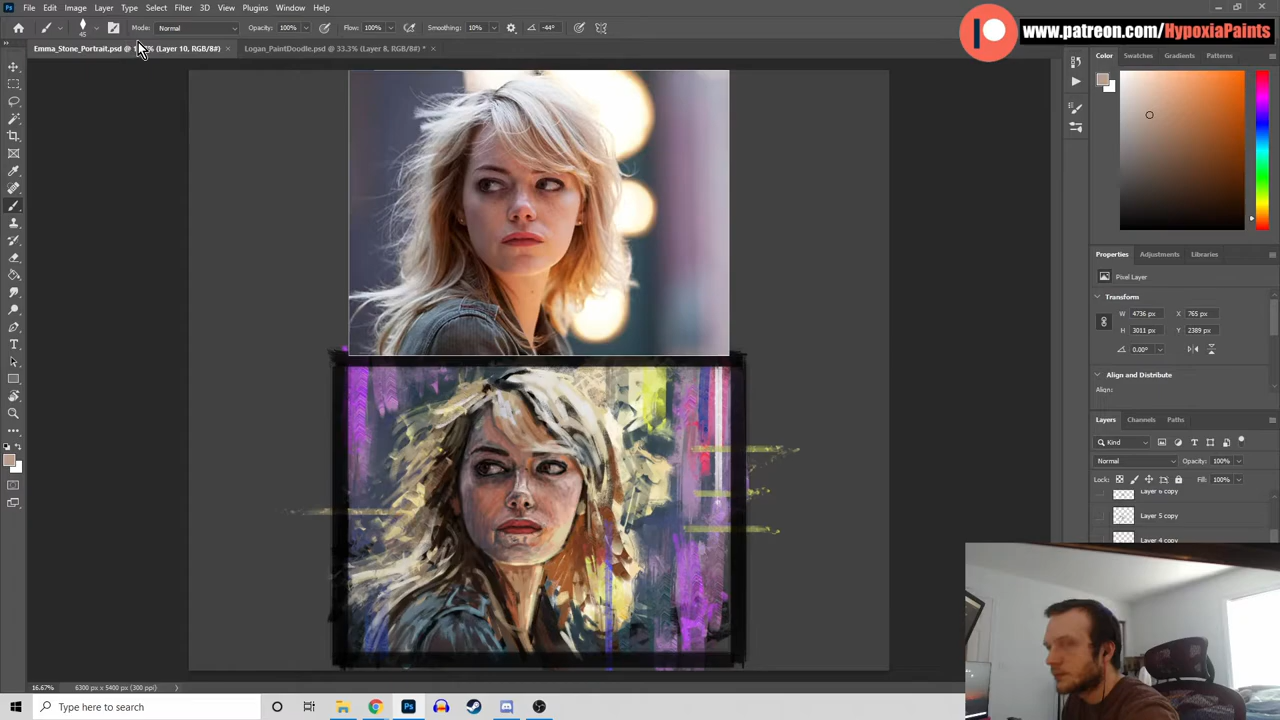 File Edit Image Layer Type Select Filter 3D View Plugins Window Help
www.patreon.com/HypoxiaPaints
45 Mode: Normal Opacity: 100% Flow: 100% Smoothing: 10% -44°
Emma_Stone_Portrait.psd @ % (Layer 10, RGB/8#) × Logan_PaintDoodle.psd @ 33.3% (Layer 8, RGB/8#) * ×
Color Swatches Gradients Patterns
Properties Adjustments Libraries
Pixel Layer
Transform
W 4736 px X 765 px
H 3011 px Y 2389 px
0.00°
Align and Distribute
Align:
Layers Channels Paths
Kind
Normal Opacity: 100%
Lock: Fill: 100%
Layer 6 copy
Layer 5 copy
Layer 4 copy
16.67% 6300 px x 5400 px (300 ppi)
Type here to search